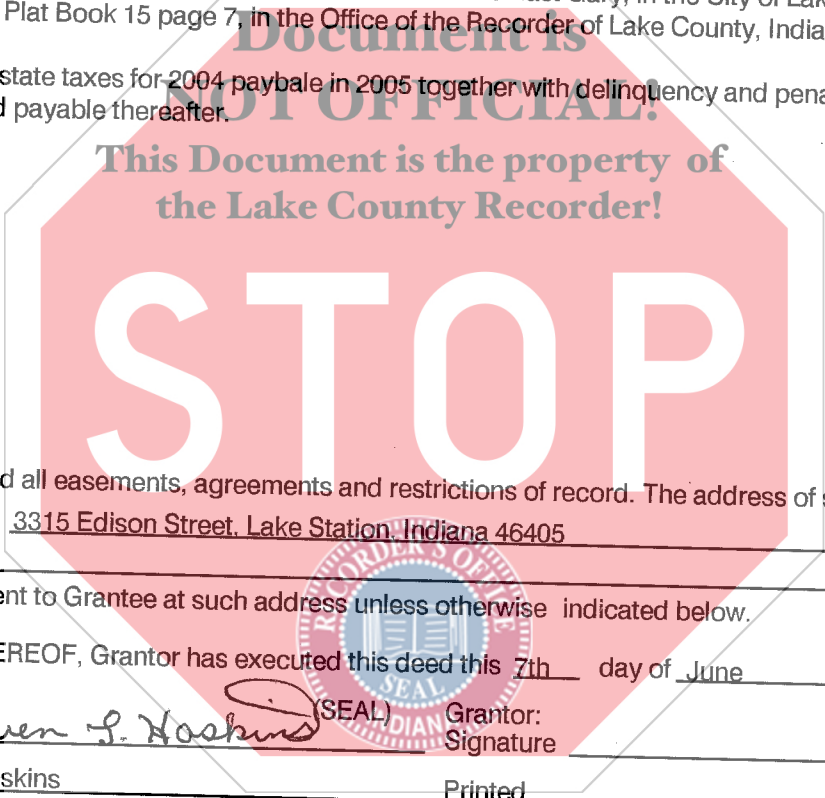 Plat Book 15 page 7, in the Office of the Recorder of Lake County, India
Document is
state taxes for 2004 paybale in 2005 together with delinquency and pena
NOT OFFICIAL!
payable thereafter.
This Document is the property of
the Lake County Recorder!
STOP
d all easements, agreements and restrictions of record. The address of
3315 Edison Street, Lake Station, Indiana 46405
ent to Grantee at such address unless otherwise indicated below.
EREOF, Grantor has executed this deed this 7th day of June
RECORDER'S OFFICE
SEAL
INDIANA
(SEAL) Grantor:
ven L. Hoskins Signature
skins Printed